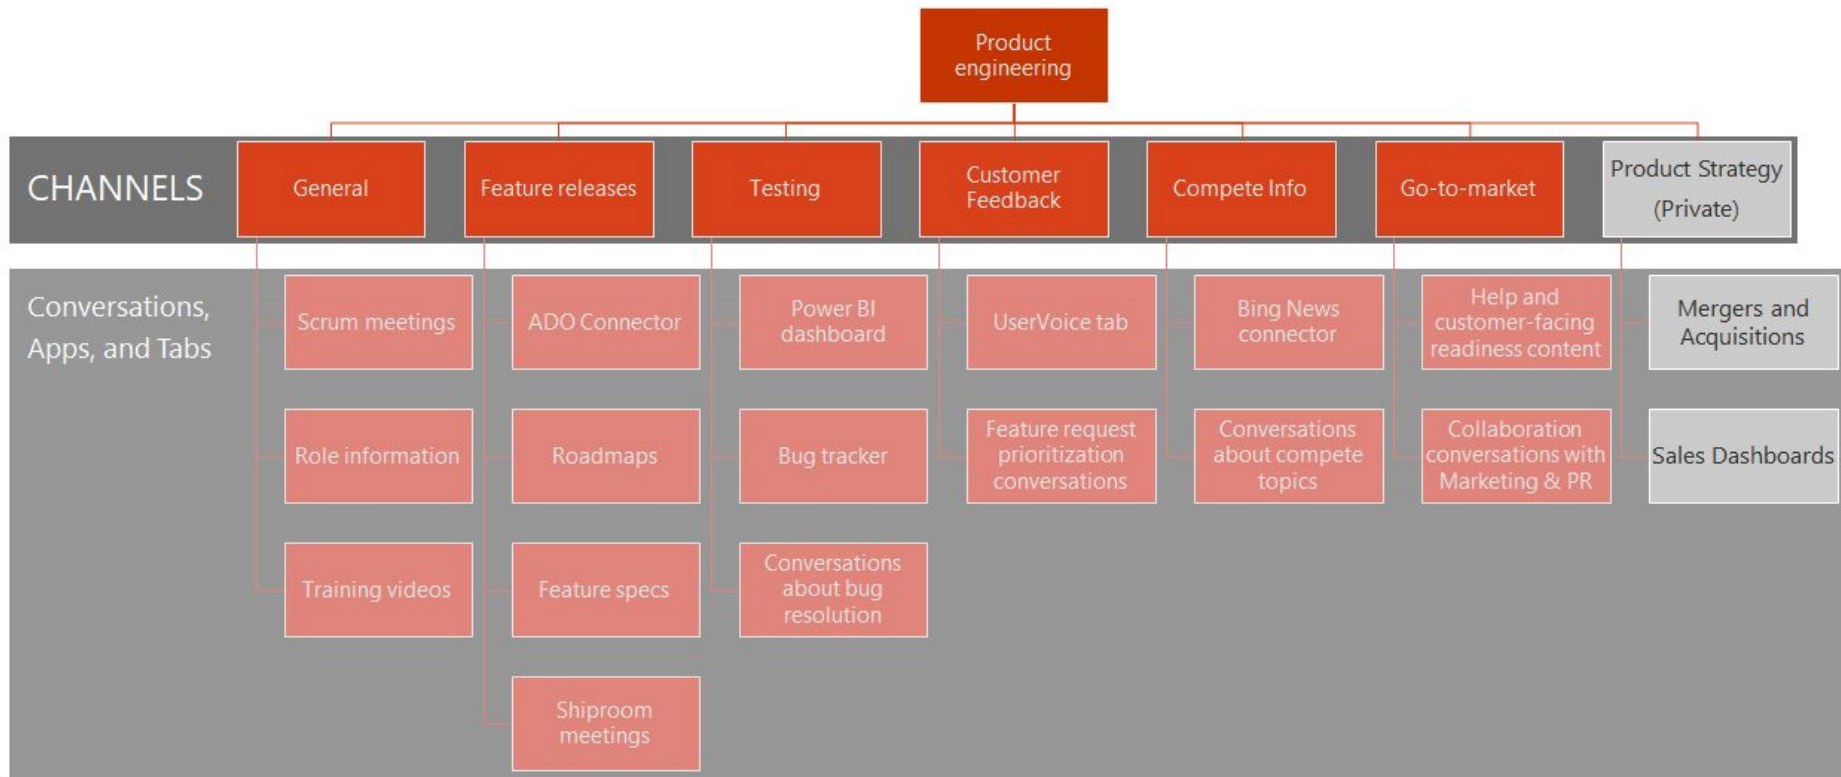 Product
engineering
CHANNELS
General
Feature releases
Testing
Customer
Feedback
Compete Info
Go-to-market
Product Strategy
(Private)
Conversations,
Apps, and Tabs
Scrum meetings
Role information
Training videos
ADO Connector
Roadmaps
Feature specs
Shiproom
meetings
Power BI
dashboard
Bug tracker
Conversations
about bug
resolution
UserVoice tab
Feature request
prioritization
conversations
Bing News
connector
Conversations
about compete
topics
Help and
customer-facing
readiness content
Collaboration
conversations with
Marketing & PR
Mergers and
Acquisitions
Sales Dashboards